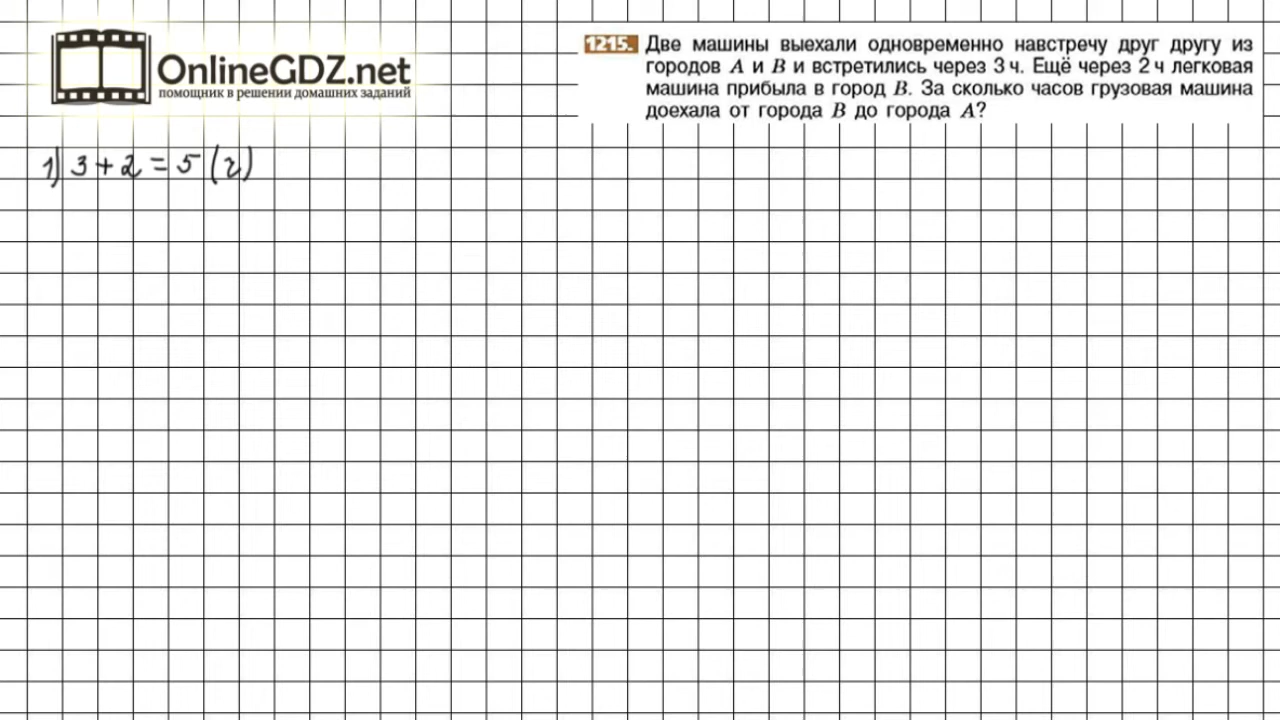 OnlineGDZ.net
помощник в решении домашних заданий
1215. Две машины выехали одновременно навстречу друг другу из
городов A и B и встретились через 3 ч. Ещё через 2 ч легковая
машина прибыла в город B. За сколько часов грузовая машина
доехала от города B до города A?
1) 3 + 2 = 5 (ч)